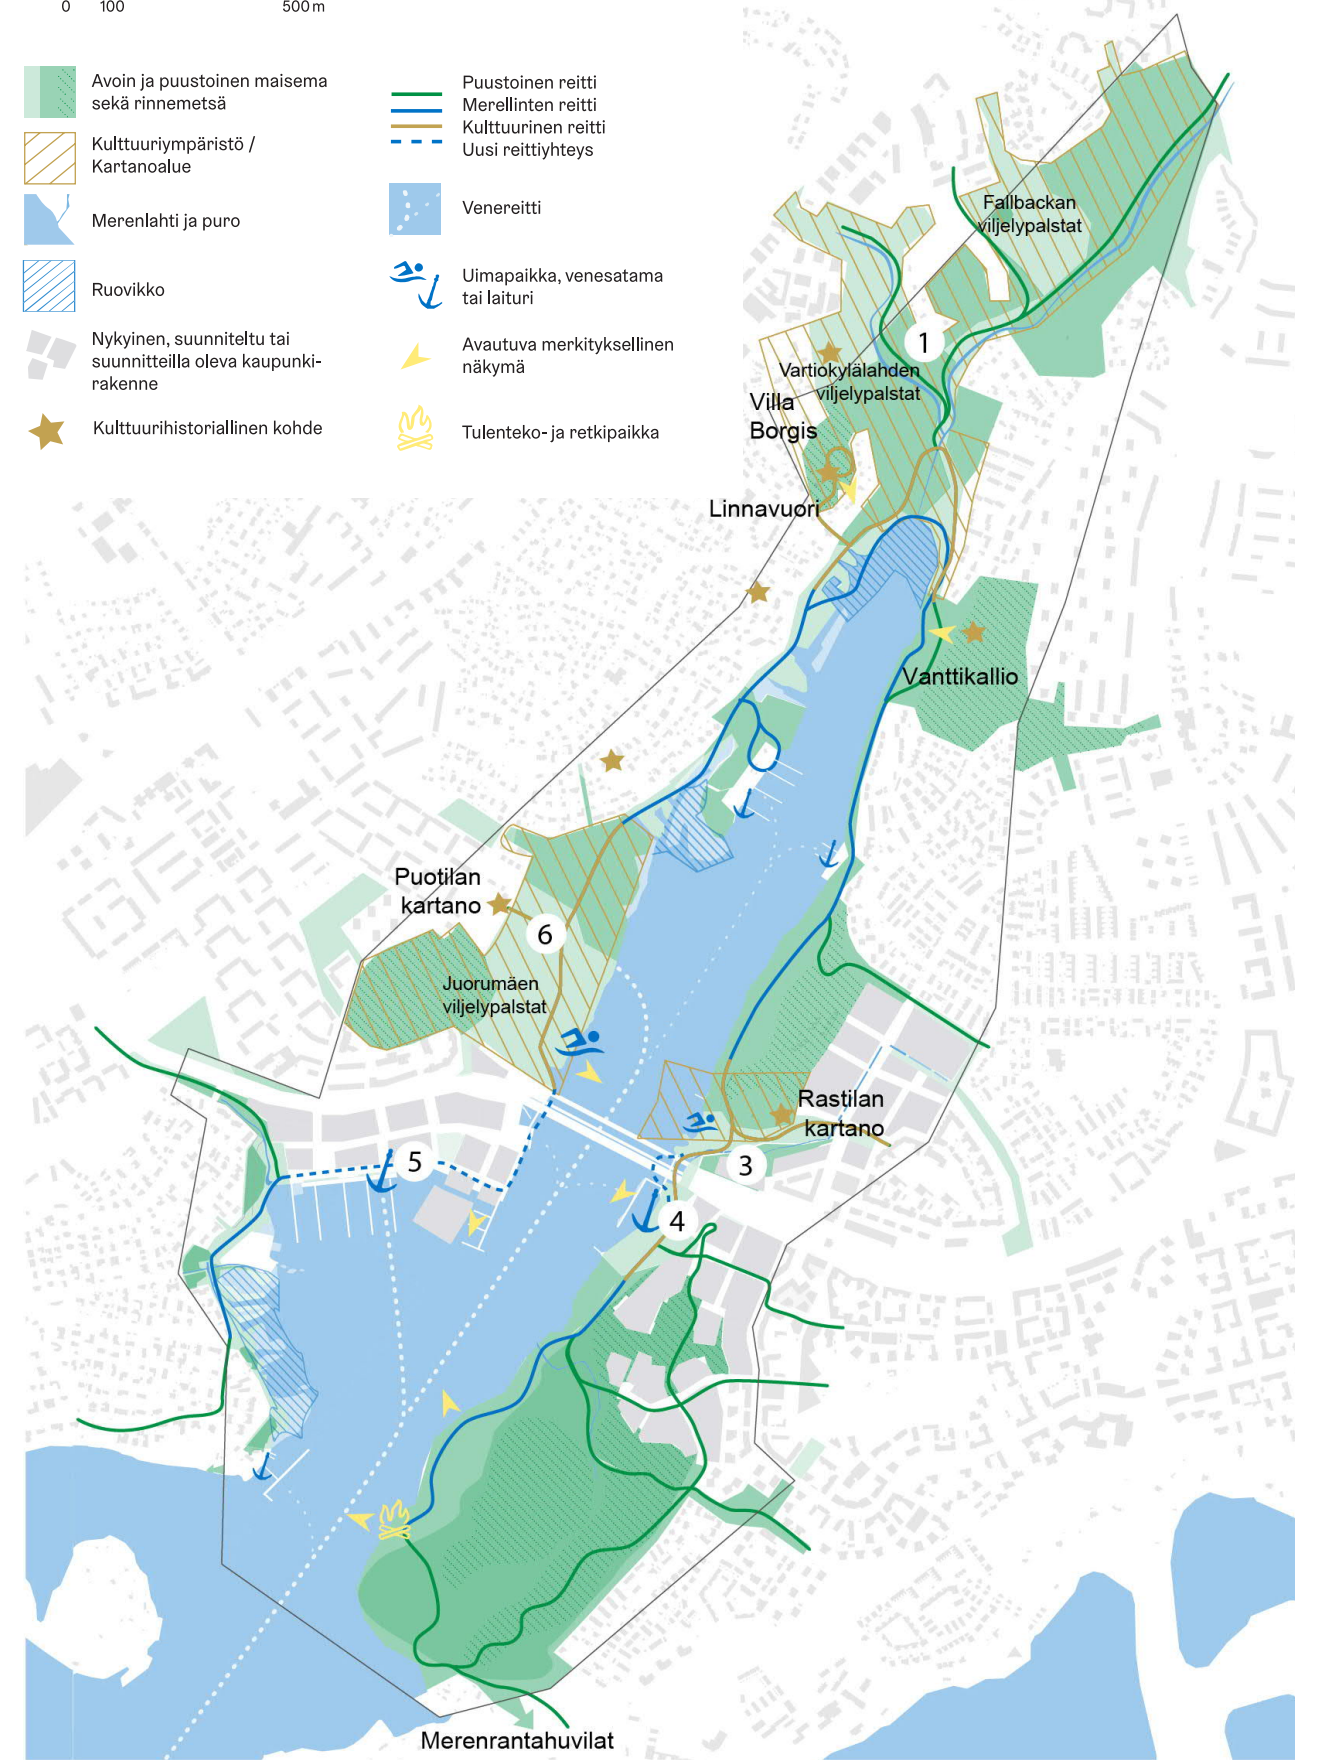 0 100 500 m
Avoin ja puustoinen maisema
sekä rinnemetsä
Kulttuuriympäristö /
Kartanoalue
Merenlahti ja puro
Ruovikko
Nykyinen, suunniteltu tai
suunnitteilla oleva kaupunki-
rakenne
Kulttuurihistoriallinen kohde
Puustoinen reitti
Merellinten reitti
Kulttuurinen reitti
Uusi reittiyhteys
Venereitti
Uimapaikka, venesatama
tai laituri
Avautuva merkityksellinen
näkymä
Tulenteko- ja retkipaikka
Fallbackan
viljelypalstat
1
Vartiokylälahden
viljelypalstat
Villa
Borgis
Linnavuori
Vanttikallio
Puotilan
kartano
6
Juorumäen
viljelypalstat
Rastilan
kartano
5
3
4
Merenrantahuvilat